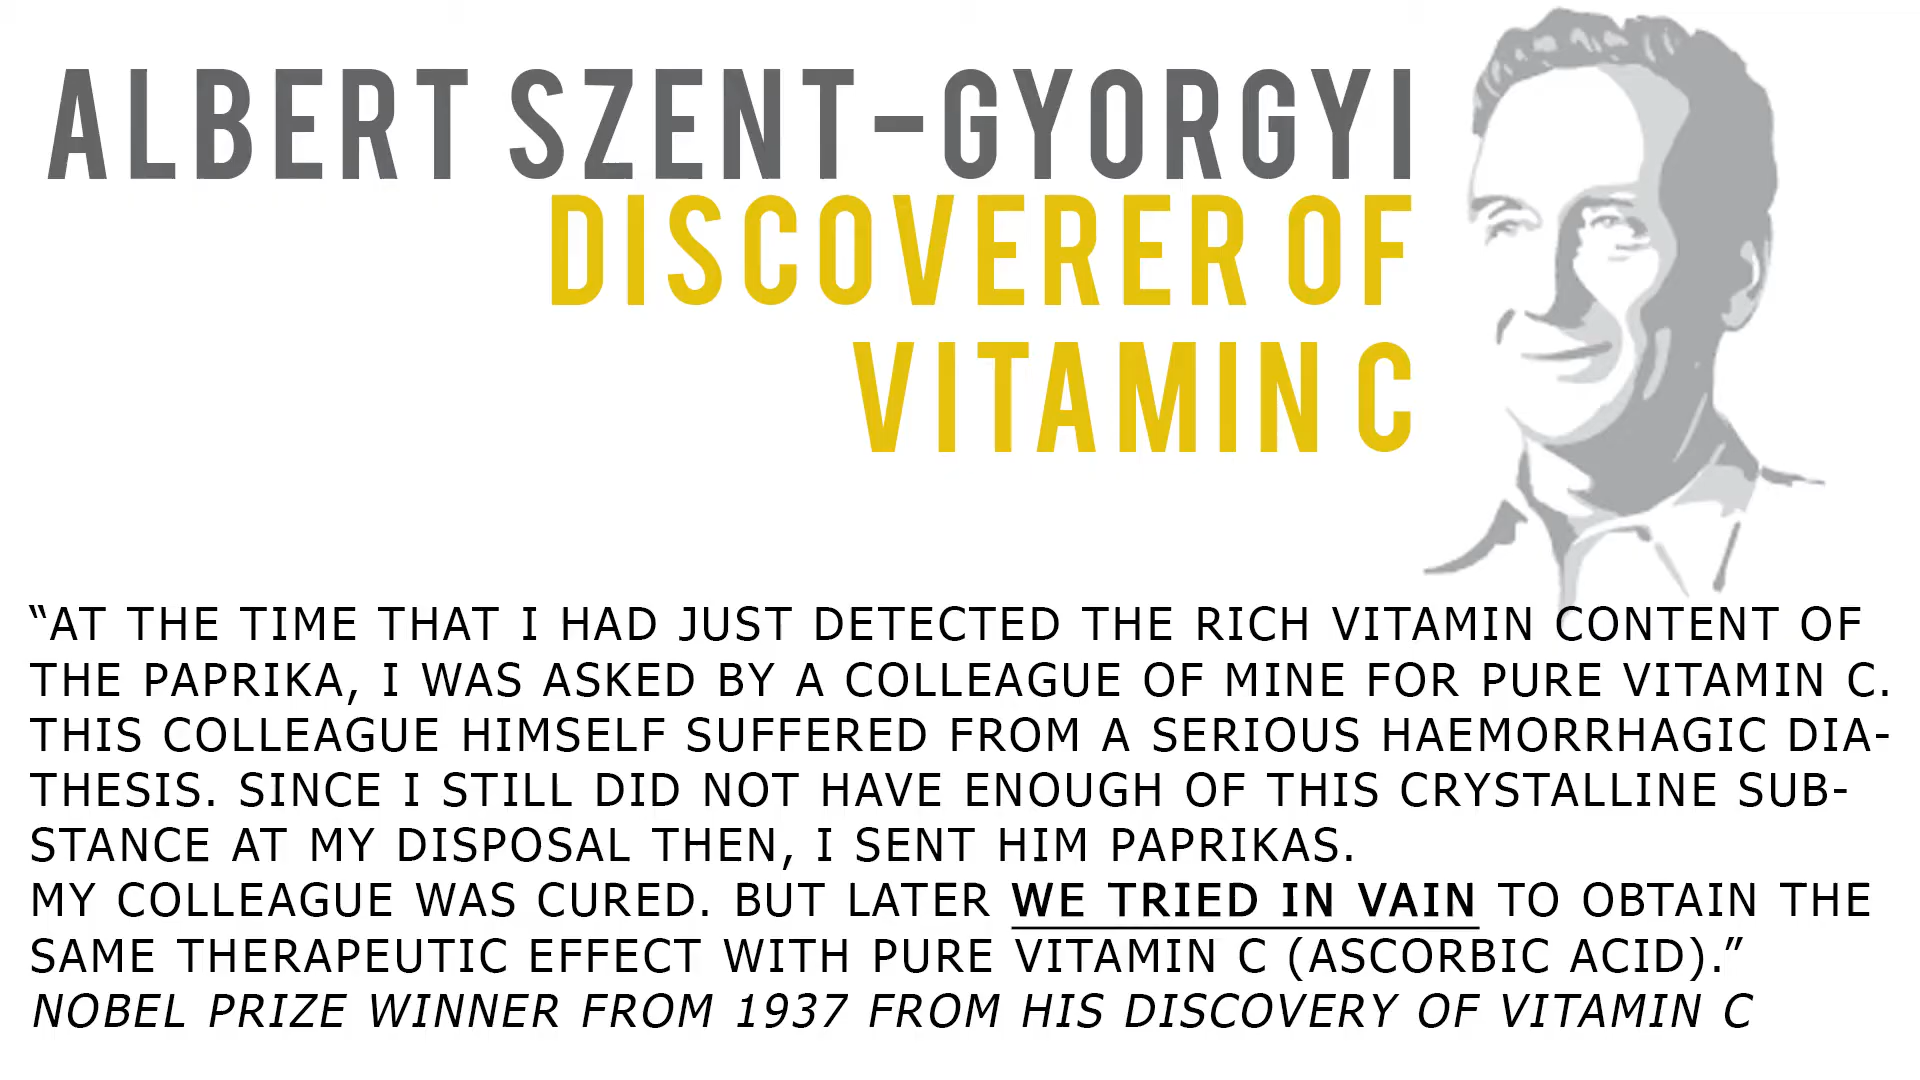 ALBERT SZENT-GYORGYI
DISCOVERER OF
VITAMIN C
“AT THE TIME THAT I HAD JUST DETECTED THE RICH VITAMIN CONTENT OF
THE PAPRIKA, I WAS ASKED BY A COLLEAGUE OF MINE FOR PURE VITAMIN C.
THIS COLLEAGUE HIMSELF SUFFERED FROM A SERIOUS HAEMORRHAGIC DIA-
THESIS. SINCE I STILL DID NOT HAVE ENOUGH OF THIS CRYSTALLINE SUB-
STANCE AT MY DISPOSAL THEN, I SENT HIM PAPRIKAS.
MY COLLEAGUE WAS CURED. BUT LATER WE TRIED IN VAIN TO OBTAIN THE
SAME THERAPEUTIC EFFECT WITH PURE VITAMIN C (ASCORBIC ACID).”
NOBEL PRIZE WINNER FROM 1937 FROM HIS DISCOVERY OF VITAMIN C